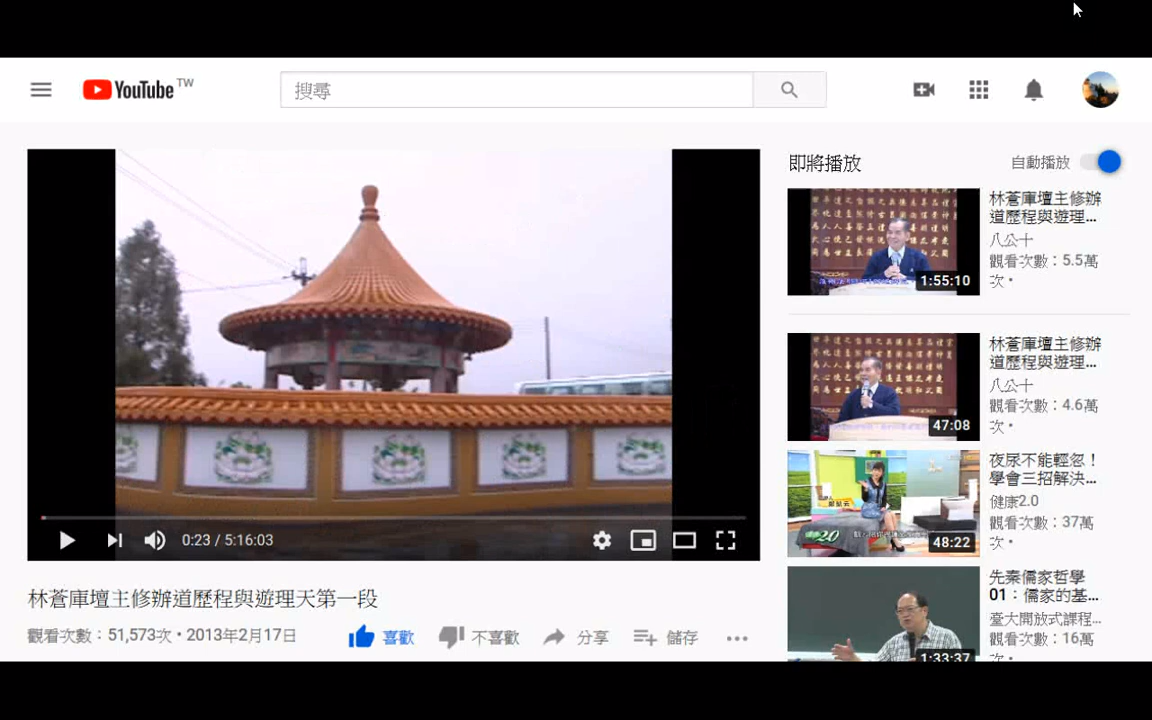 YouTube TW
搜尋
即將播放
自動播放
林蒼庫壇主修辦
道歷程與遊理...
八公十
觀看次數：5.5萬
次•
1:55:10
林蒼庫壇主修辦
道歷程與遊理...
八公十
觀看次數：4.6萬
次•
47:08
夜尿不能輕忽！
學會三招解決...
健康2.0
觀看次數：37萬
次•
48:22
先秦儒家哲學
01：儒家的基...
臺大開放式課程...
觀看次數：16萬
次•
1:33:37
0:23 / 5:16:03
林蒼庫壇主修辦道歷程與遊理天第一段
觀看次數：51,573次 • 2013年2月17日
喜歡
不喜歡
分享
儲存